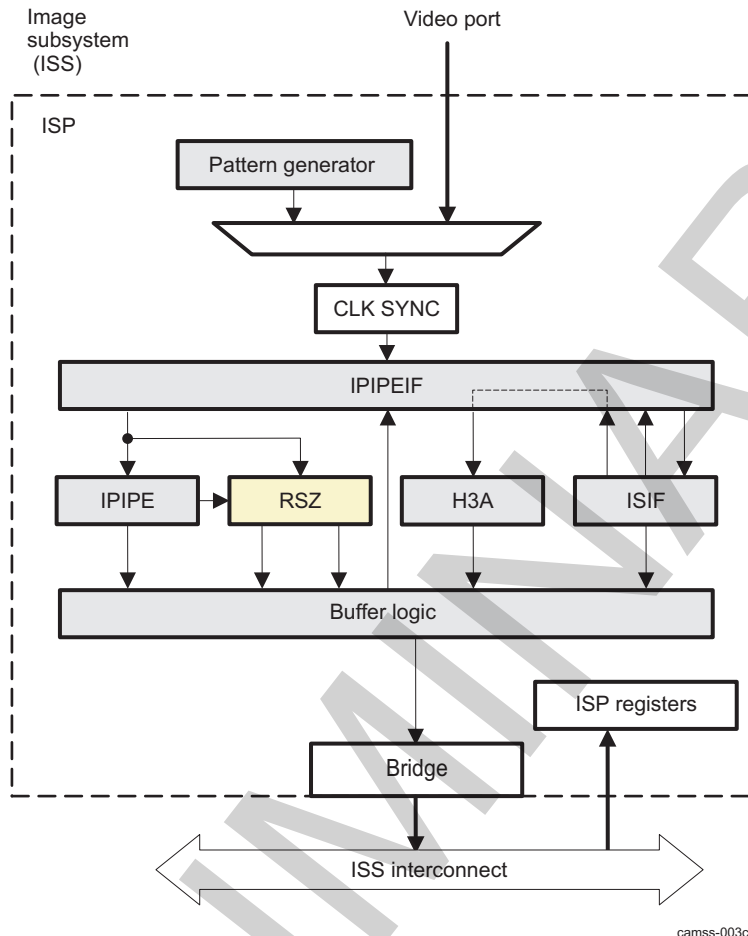 Image
subsystem
(ISS)
Video port
ISP
Pattern generator
CLK SYNC
IPIPEIF
IPIPE
RSZ
H3A
ISIF
Buffer logic
ISP registers
Bridge
ISS interconnect
camss-003c